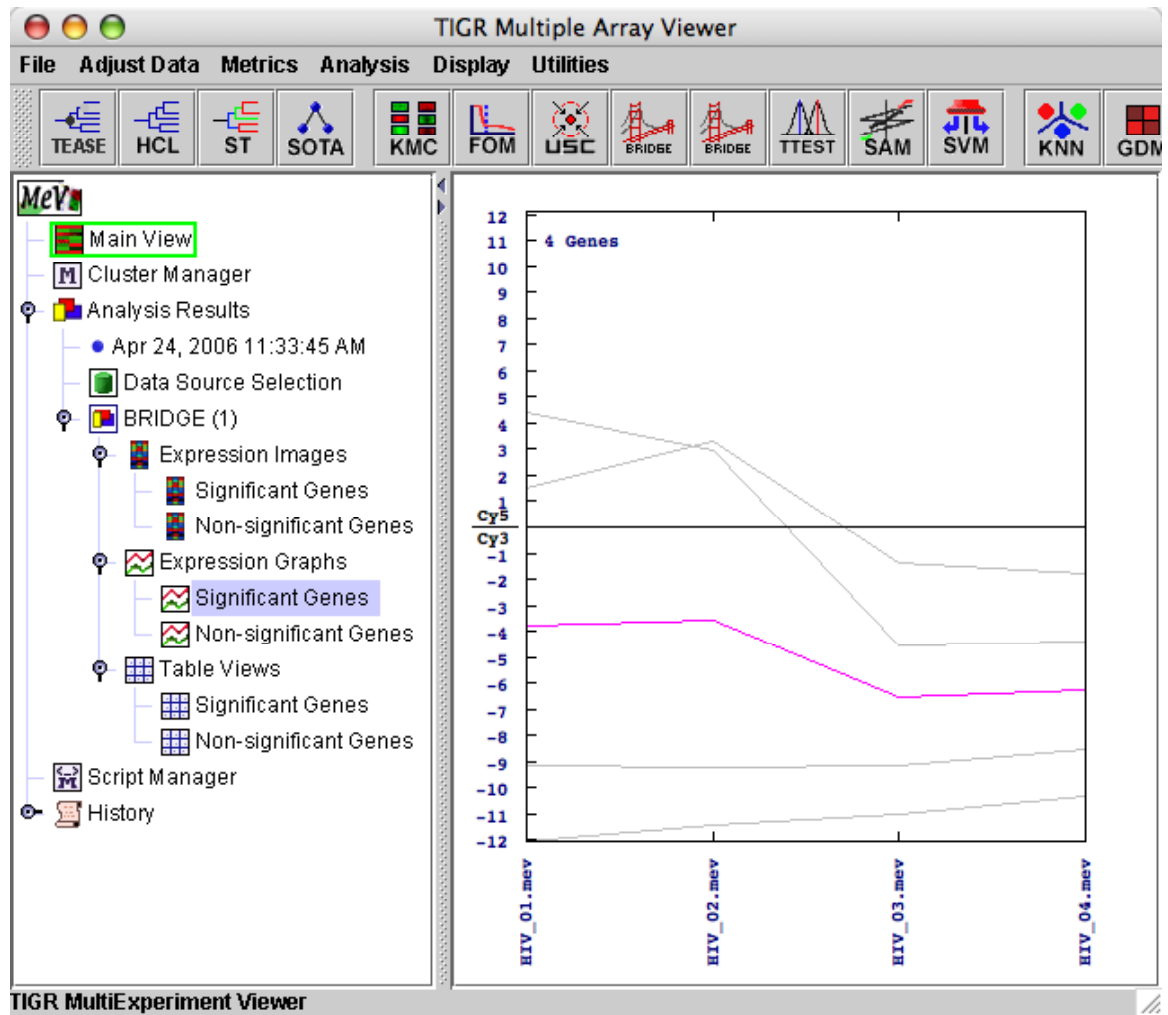 TIGR Multiple Array Viewer
File Adjust Data Metrics Analysis Display Utilities
TEASE HCL ST SOTA KMC FOM USC BRIDGE BRIDGE TTEST SAM SVM KNN GDM
MeV
Main View
Cluster Manager
M
Analysis Results
Apr 24, 2006 11:33:45 AM
Data Source Selection
BRIDGE (1)
Expression Images
Significant Genes
Non-significant Genes
Expression Graphs
Significant Genes
Non-significant Genes
Table Views
Significant Genes
Non-significant Genes
Script Manager
History
12
11
4 Genes
10
9
8
7
6
5
4
3
2
1
Cy5
Cy3
-1
-2
-3
-4
-5
-6
-7
-8
-9
-10
-11
-12
HIV_01.mev
HIV_02.mev
HIV_03.mev
HIV_04.mev
TIGR MultiExperiment Viewer